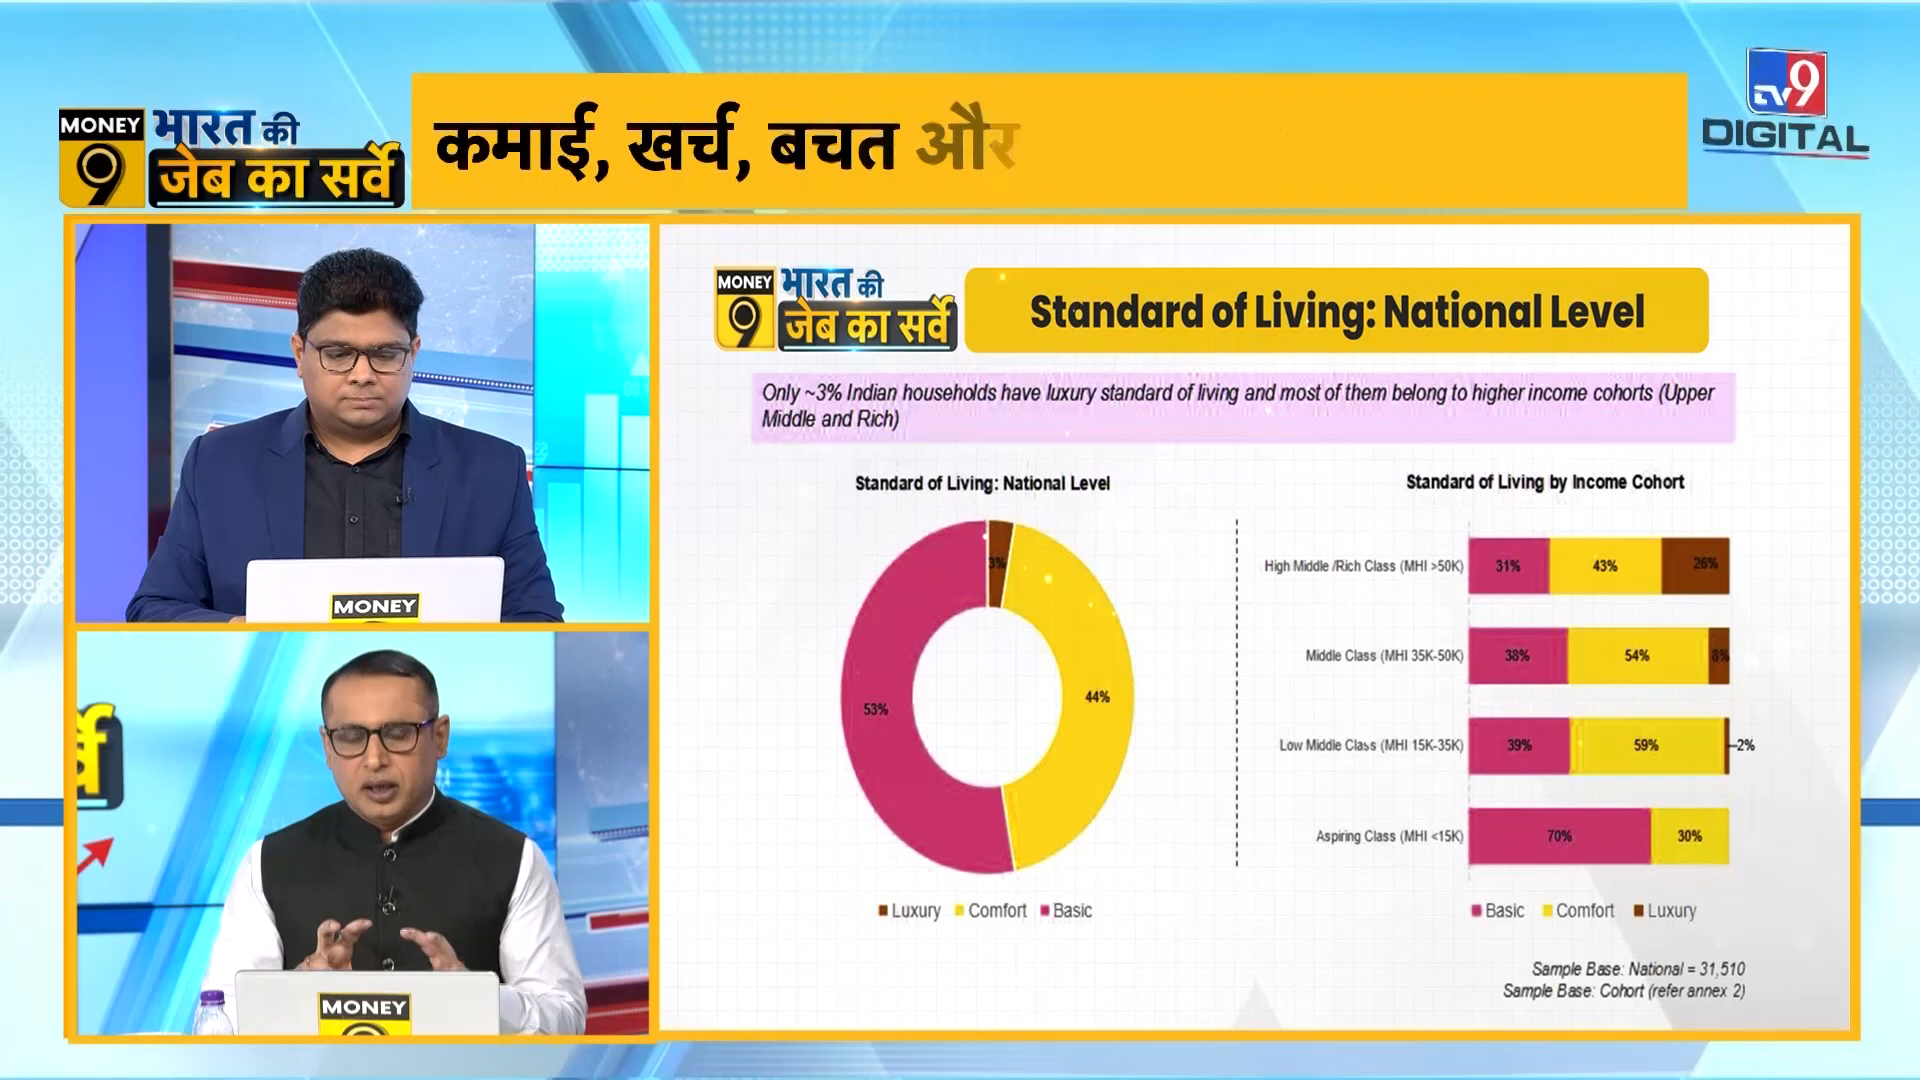 MONEY
9
भारत की
जेब का सर्वे
कमाई, खर्च, बचत और
TV9
DIGITAL
MONEY
9
भारत की
जेब का सर्वे
Standard of Living: National Level
Only ~3% Indian households have luxury standard of living and most of them belong to higher income cohorts (Upper
Middle and Rich)
Standard of Living: National Level
3%
44%
53%
Luxury Comfort Basic
Standard of Living by Income Cohort
High Middle /Rich Class (MHI >50K) 31% 43% 26%
Middle Class (MHI 35K-50K) 38% 54% 8%
Low Middle Class (MHI 15K-35K) 39% 59% 2%
Aspiring Class (MHI <15K) 70% 30%
Basic Comfort Luxury
Sample Base: National = 31,510
Sample Base: Cohort (refer annex 2)
MONEY
MONEY